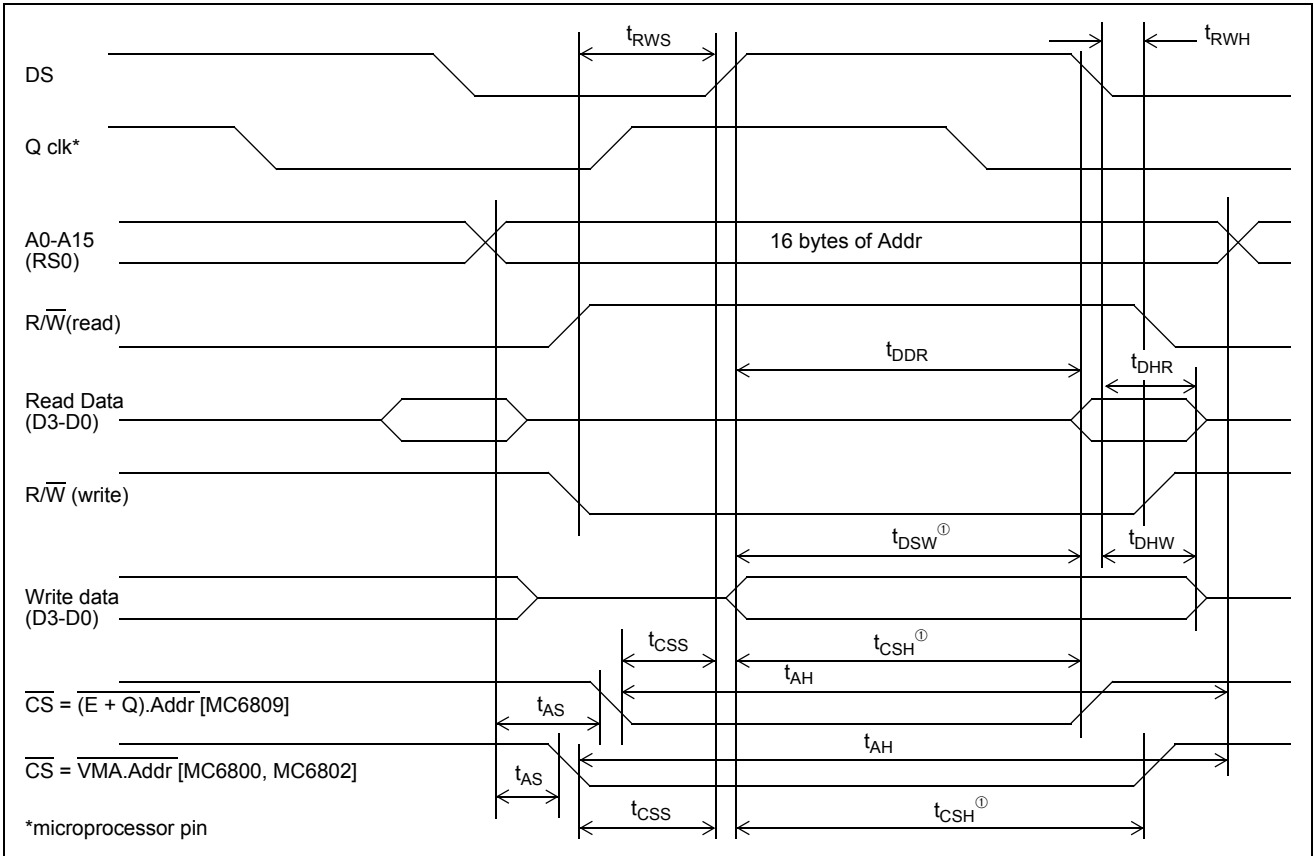 tRWS
tRWH
DS
Q clk*
A0-A15
(RS0)
16 bytes of Addr
R/W(read)
tDDR
tDHR
Read Data
(D3-D0)
R/W (write)
tDSW①
tDHW
Write data
(D3-D0)
tCSS
tCSH①
tAH
CS = (E + Q).Addr [MC6809]
tAS
tAH
CS = VMA.Addr [MC6800, MC6802]
tAS
tCSS
tCSH①
*microprocessor pin